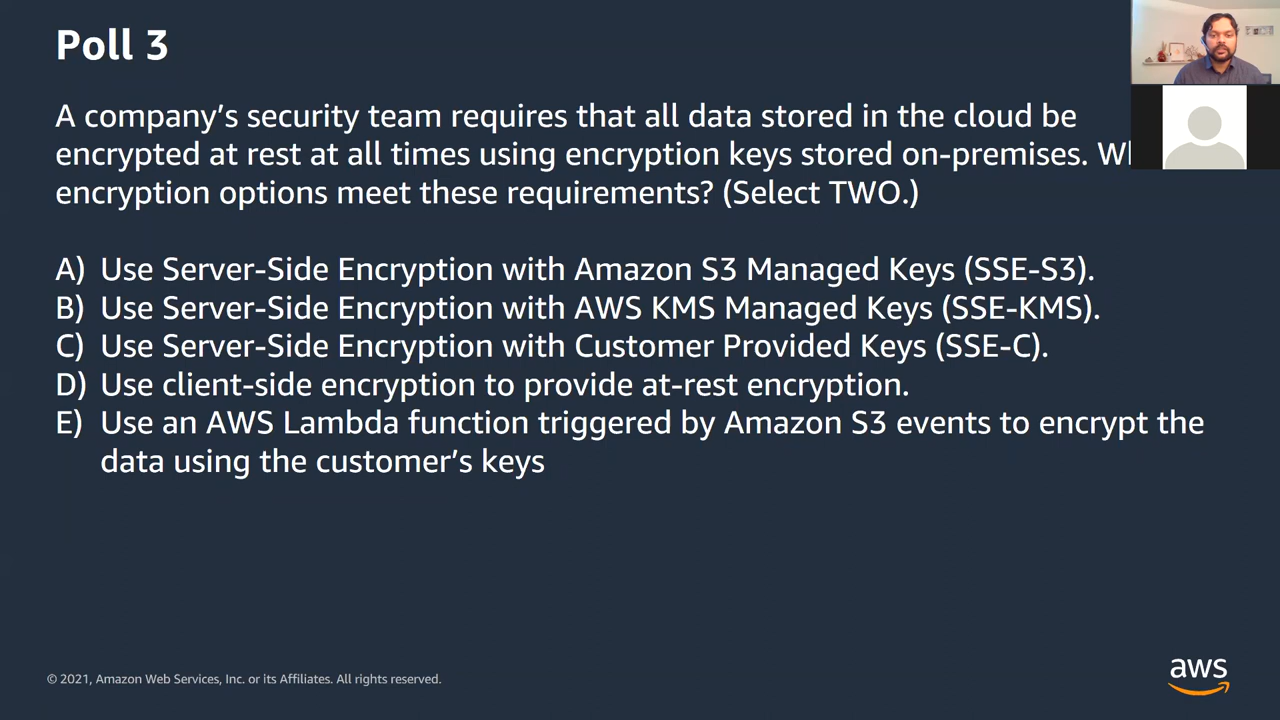 Poll 3
A company's security team requires that all data stored in the cloud be
encrypted at rest at all times using encryption keys stored on-premises.
encryption options meet these requirements? (Select TWO.)
A) Use Server-Side Encryption with Amazon S3 Managed Keys (SSE-S3).
B) Use Server-Side Encryption with AWS KMS Managed Keys (SSE-KMS).
C) Use Server-Side Encryption with Customer Provided Keys (SSE-C).
D) Use client-side encryption to provide at-rest encryption.
E) Use an AWS Lambda function triggered by Amazon S3 events to encrypt the
data using the customer's keys
© 2021, Amazon Web Services, Inc. or its Affiliates. All rights reserved.
aws